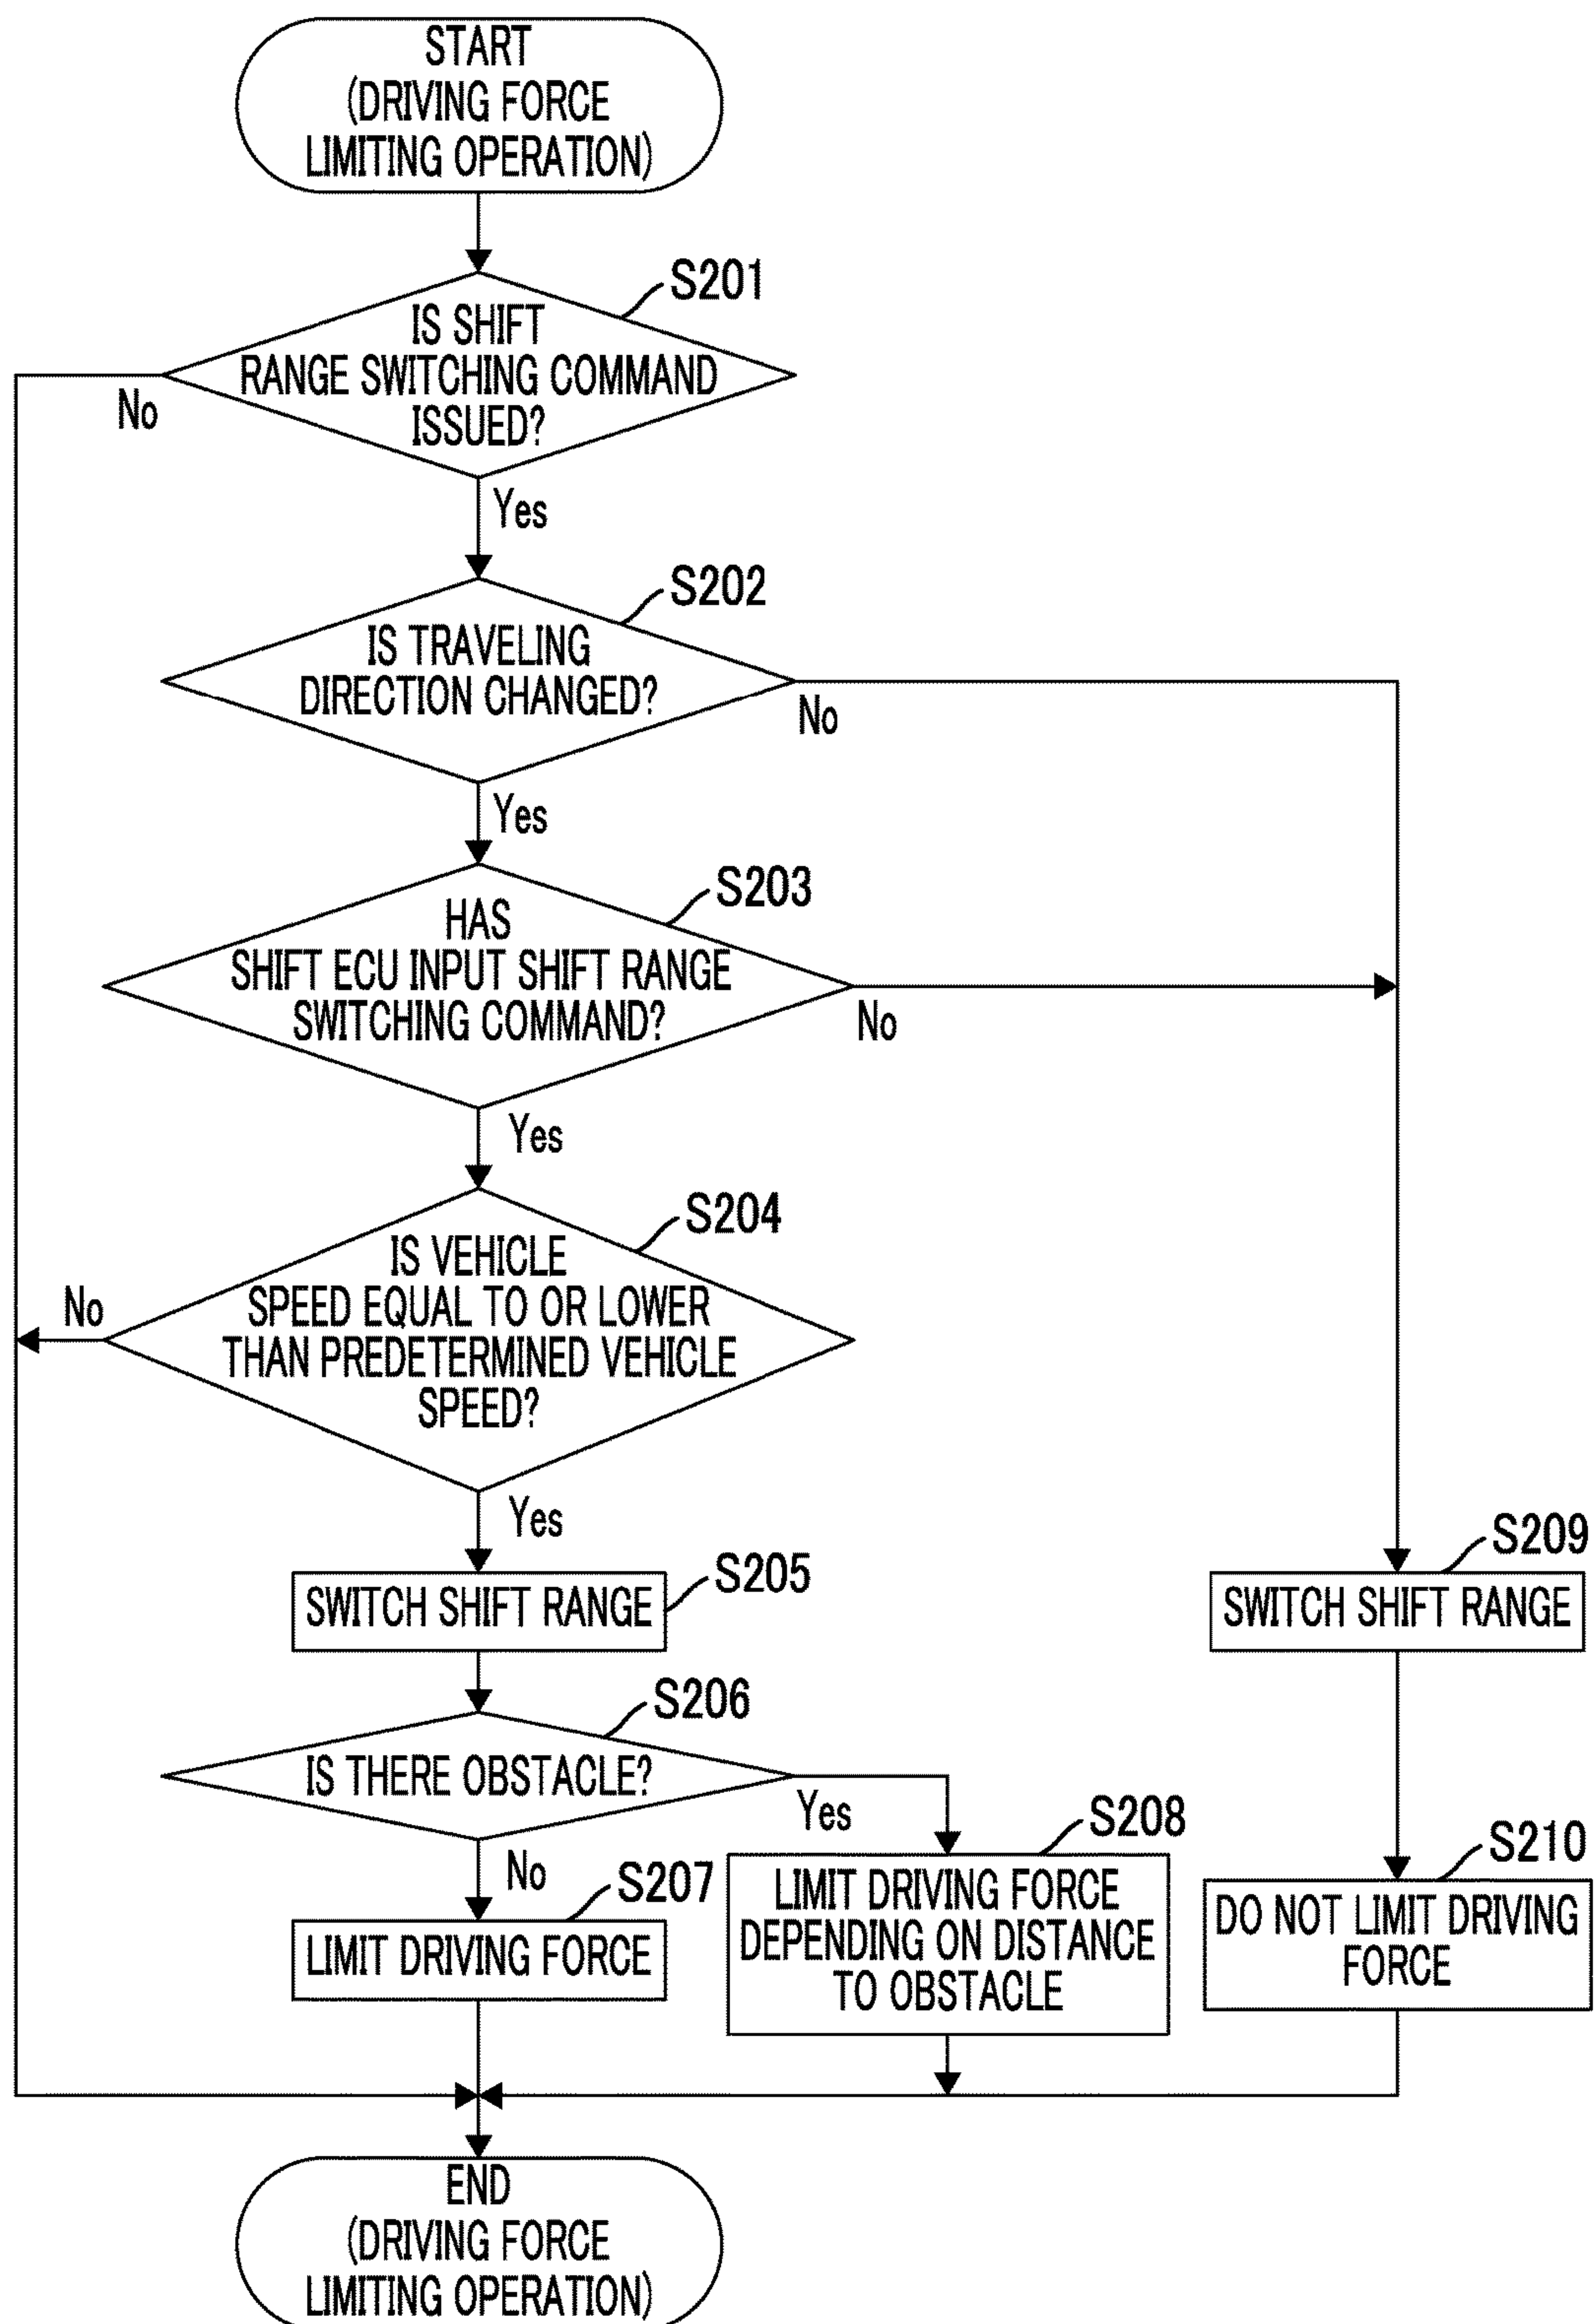 START
(DRIVING FORCE
LIMITING OPERATION)
S201
IS SHIFT
RANGE SWITCHING COMMAND
ISSUED?
No
Yes
S202
IS TRAVELING
DIRECTION CHANGED?
No
Yes
S203
HAS
SHIFT ECU INPUT SHIFT RANGE
SWITCHING COMMAND?
No
Yes
S204
IS VEHICLE
SPEED EQUAL TO OR LOWER
THAN PREDETERMINED VEHICLE
SPEED?
No
Yes
S205
SWITCH SHIFT RANGE
S209
SWITCH SHIFT RANGE
S206
IS THERE OBSTACLE?
Yes
No
S207
LIMIT DRIVING FORCE
S208
LIMIT DRIVING FORCE
DEPENDING ON DISTANCE
TO OBSTACLE
S210
DO NOT LIMIT DRIVING
FORCE
END
(DRIVING FORCE
LIMITING OPERATION)